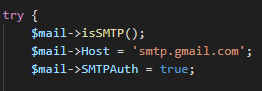 try {
$mail->isSMTP();
$mail->Host = 'smtp.gmail.com';
$mail->SMTPAuth = true;